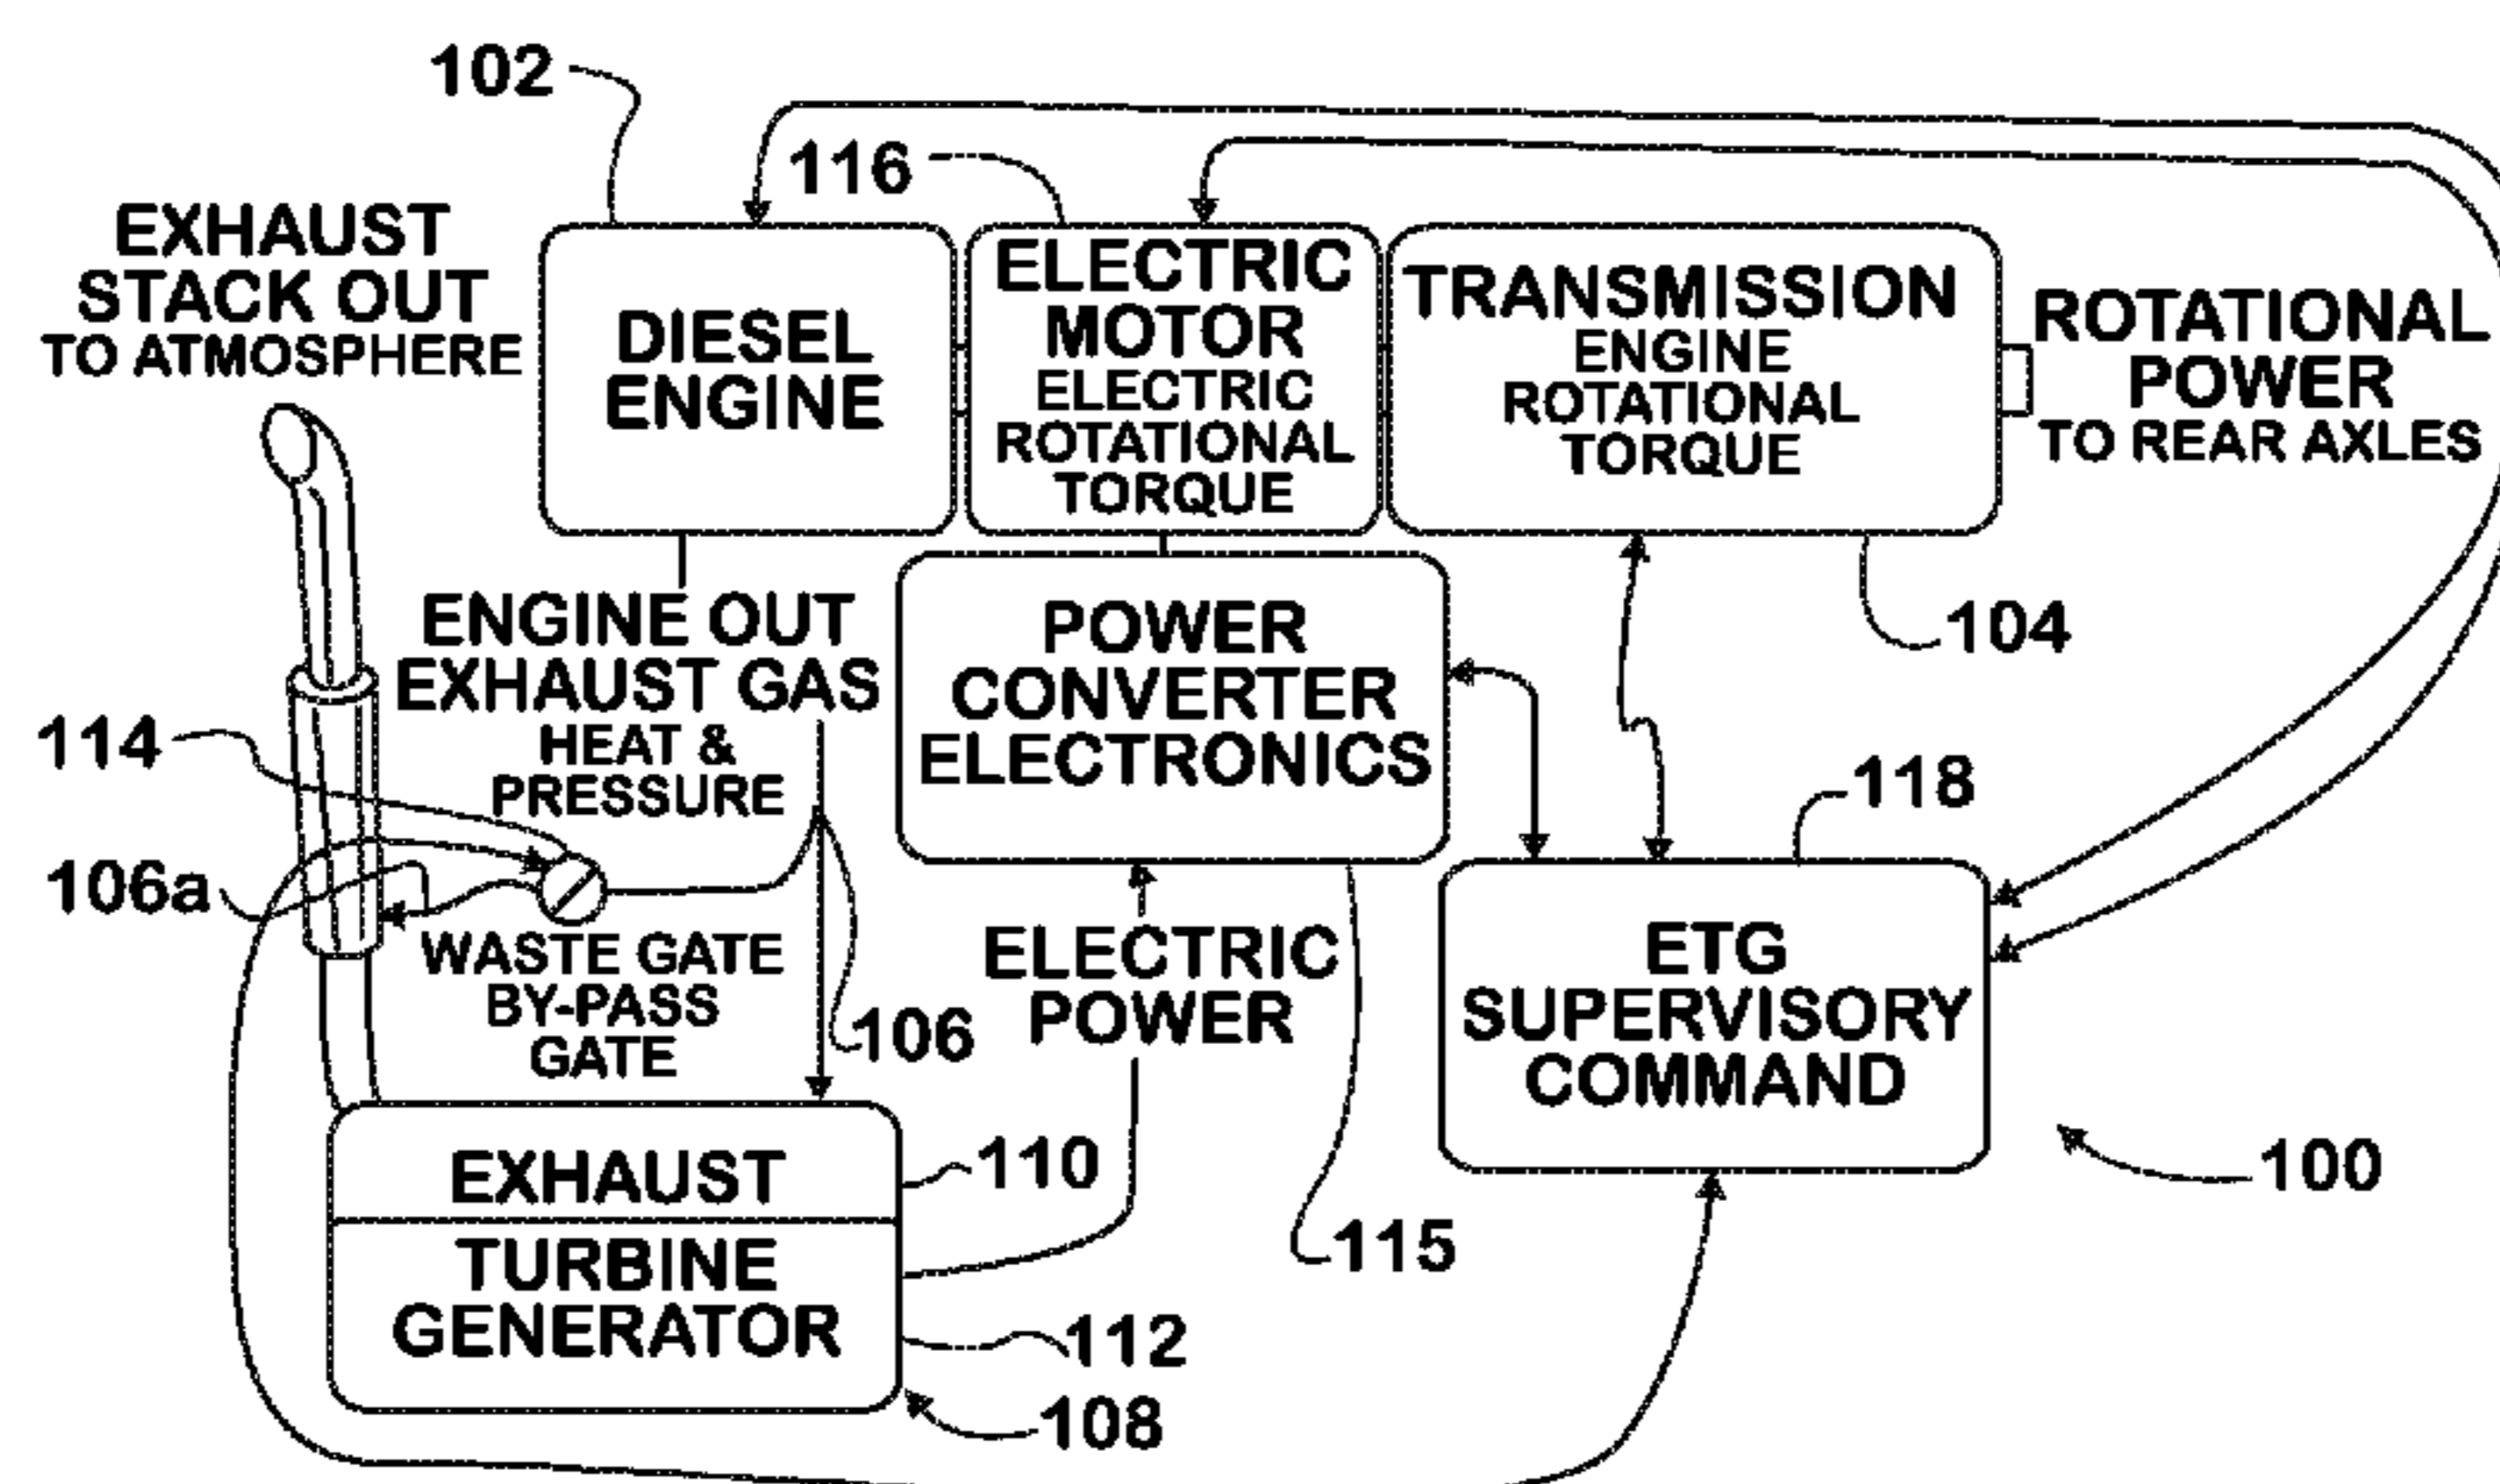 102
116
EXHAUST
STACK OUT
TO ATMOSPHERE
DIESEL
ENGINE
ELECTRIC
MOTOR
ELECTRIC
ROTATIONAL
TORQUE
TRANSMISSION
ENGINE
ROTATIONAL
TORQUE
ROTATIONAL
POWER
TO REAR AXLES
ENGINE OUT
EXHAUST GAS
HEAT &
PRESSURE
POWER
CONVERTER
ELECTRONICS
104
114
118
106a
WASTE GATE
BY-PASS
GATE
106
ELECTRIC
POWER
ETG
SUPERVISORY
COMMAND
EXHAUST
TURBINE
GENERATOR
110
100
115
112
108